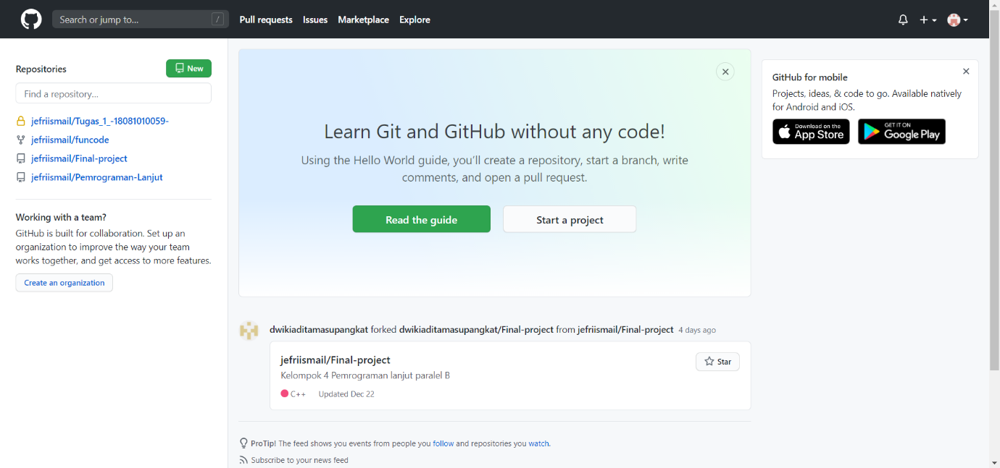 Search or jump to...
/
Pull requests
Issues
Marketplace
Explore
Repositories
New
Find a repository...
jefriismail/Tugas_1_-18081010059-
jefriismail/funcode
jefriismail/Final-project
jefriismail/Pemrograman-Lanjut
Working with a team?
GitHub is built for collaboration. Set up an
organization to improve the way your team
works together, and get access to more features.
Create an organization
Learn Git and GitHub without any code!
Using the Hello World guide, you’ll create a repository, start a branch, write
comments, and open a pull request.
Read the guide
Start a project
dwikiaditamasupangkat forked dwikiaditamasupangkat/Final-project from jefriismail/Final-project 4 days ago
jefriismail/Final-project
Star
Kelompok 4 Pemrograman lanjut paralel B
C++
Updated Dec 22
ProTip! The feed shows you events from people you follow and repositories you watch.
Subscribe to your news feed
GitHub for mobile
Projects, ideas, & code to go. Available natively
for Android and iOS.
Download on the
App Store
GET IT ON
Google Play